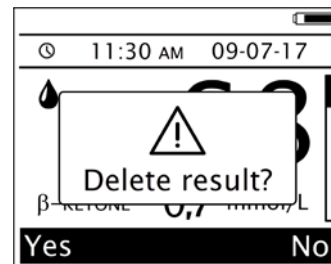 11:30 AM 09-07-17
Delete result?
β-KETONE 0,7 mmol/L
Yes No